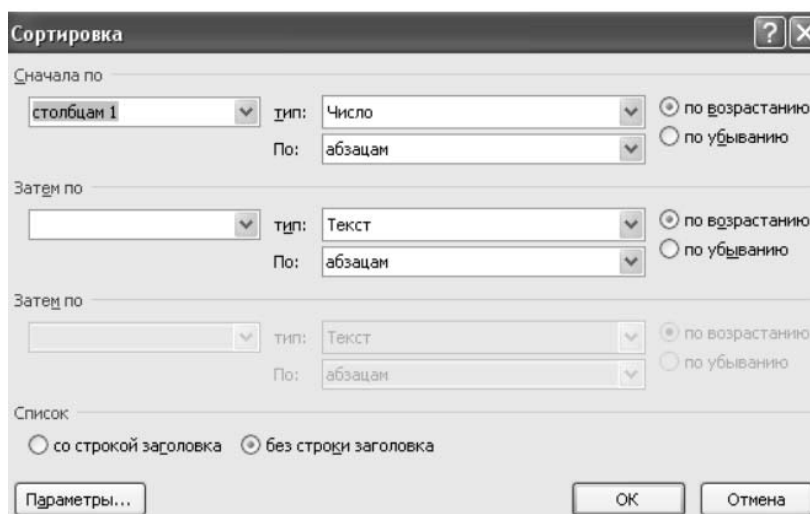 Сортировка
Сначала по
столбцам 1 тип: Число по возрастанию
По: абзацам по убыванию
Затем по
тип: Текст по возрастанию
По: абзацам по убыванию
Затем по
тип: Текст по возрастанию
По: абзацам по убыванию
Список
со строкой заголовка без строки заголовка
Параметры... ОК Отмена